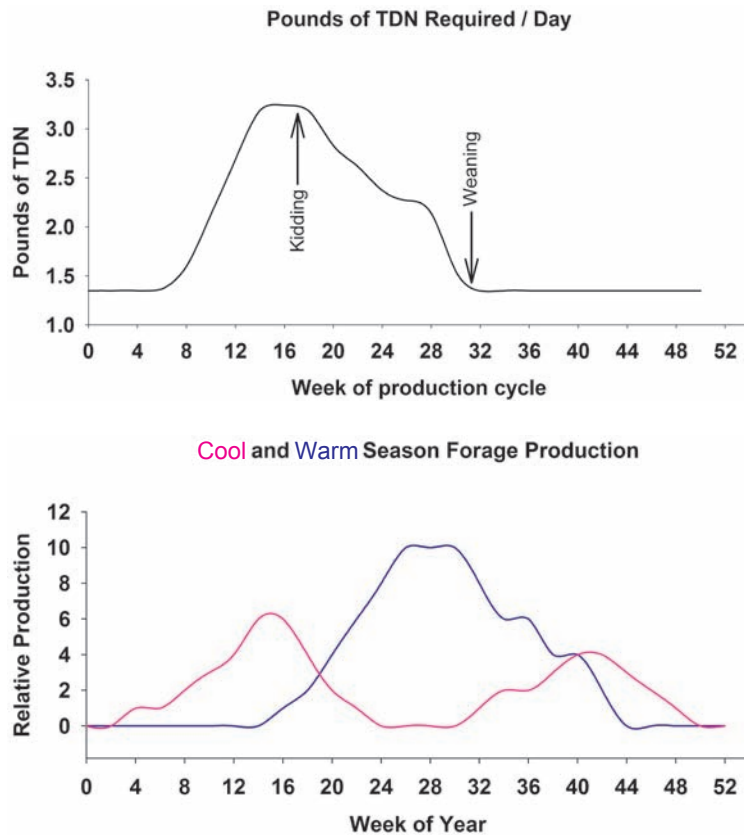 Pounds of TDN Required / Day
3.5
3.0
2.5
2.0
1.5
1.0
Pounds of TDN
Kidding
Weaning
0 4 8 12 16 20 24 28 32 36 40 44 48 52
Week of production cycle
Cool and Warm Season Forage Production
12
10
8
6
4
2
0
Relative Production
0 4 8 12 16 20 24 28 32 36 40 44 48 52
Week of Year